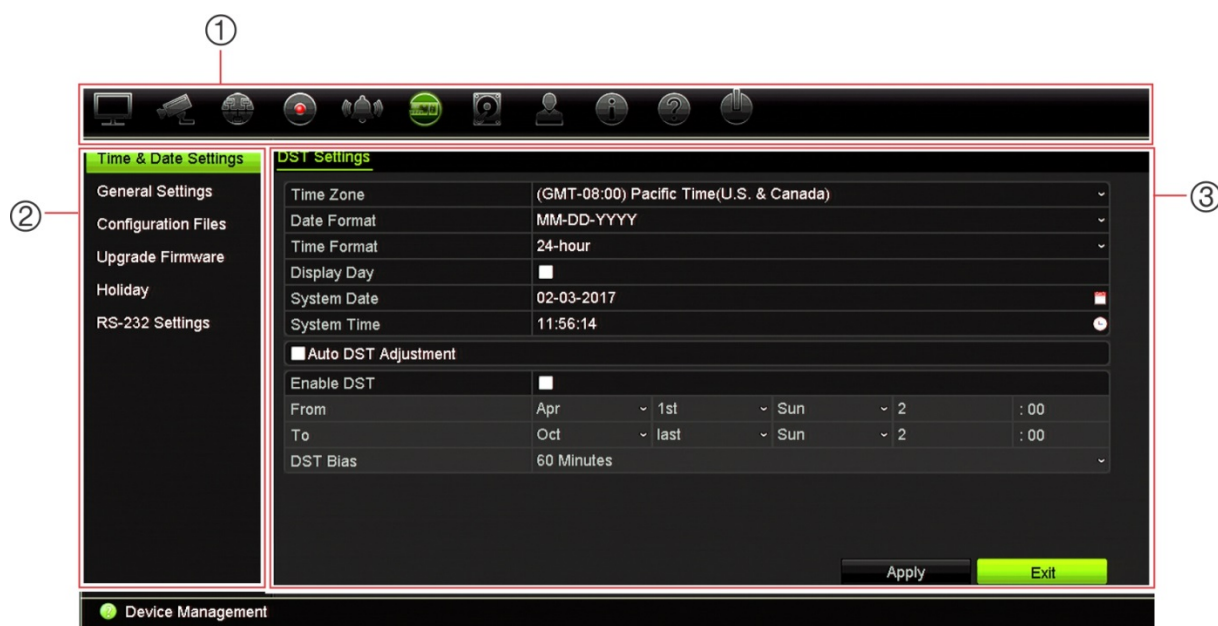 ①
Time & Date Settings
General Settings
Configuration Files
Upgrade Firmware
Holiday
RS-232 Settings
②
DST Settings
Time Zone (GMT-08:00) Pacific Time(U.S. & Canada)
Date Format MM-DD-YYYY
Time Format 24-hour
Display Day
System Date 02-03-2017
System Time 11:56:14
Auto DST Adjustment
Enable DST
From Apr 1st Sun 2 : 00
To Oct last Sun 2 : 00
DST Bias 60 Minutes
Apply Exit
③
? Device Management